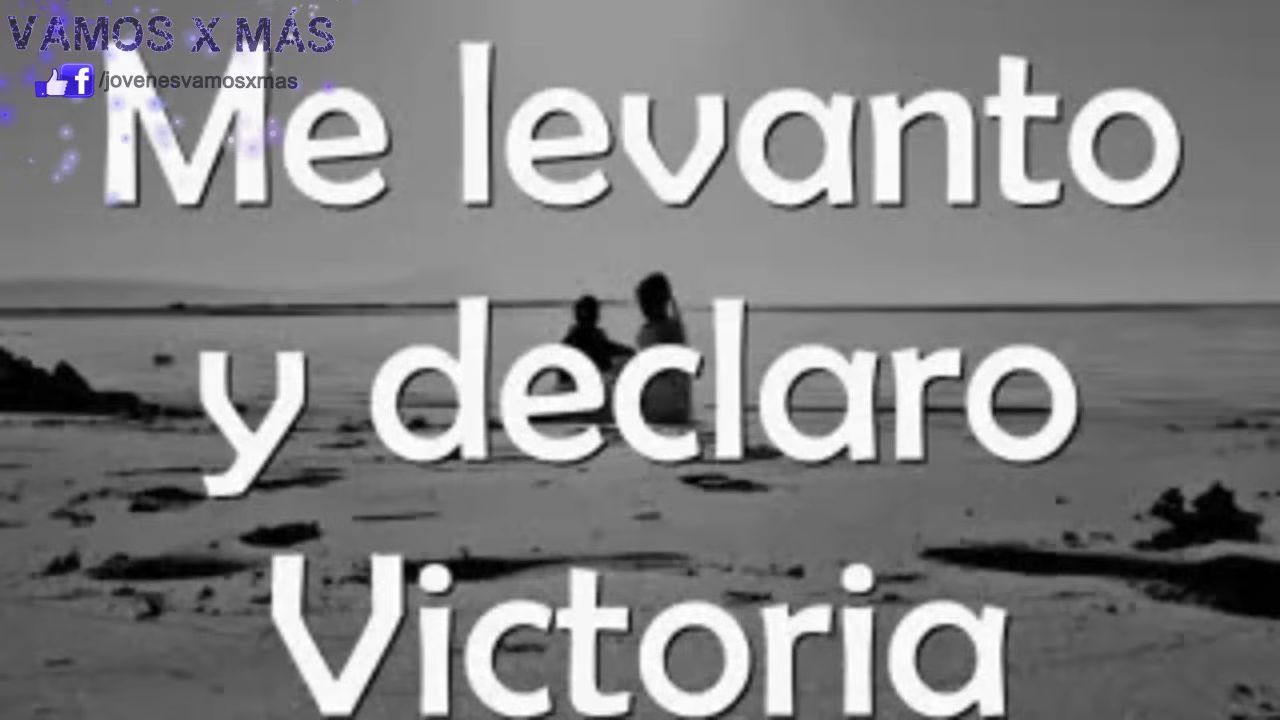 VAMOS X MÁS
/jovenesvamosxmas
Me levanto
y declaro
Victoria